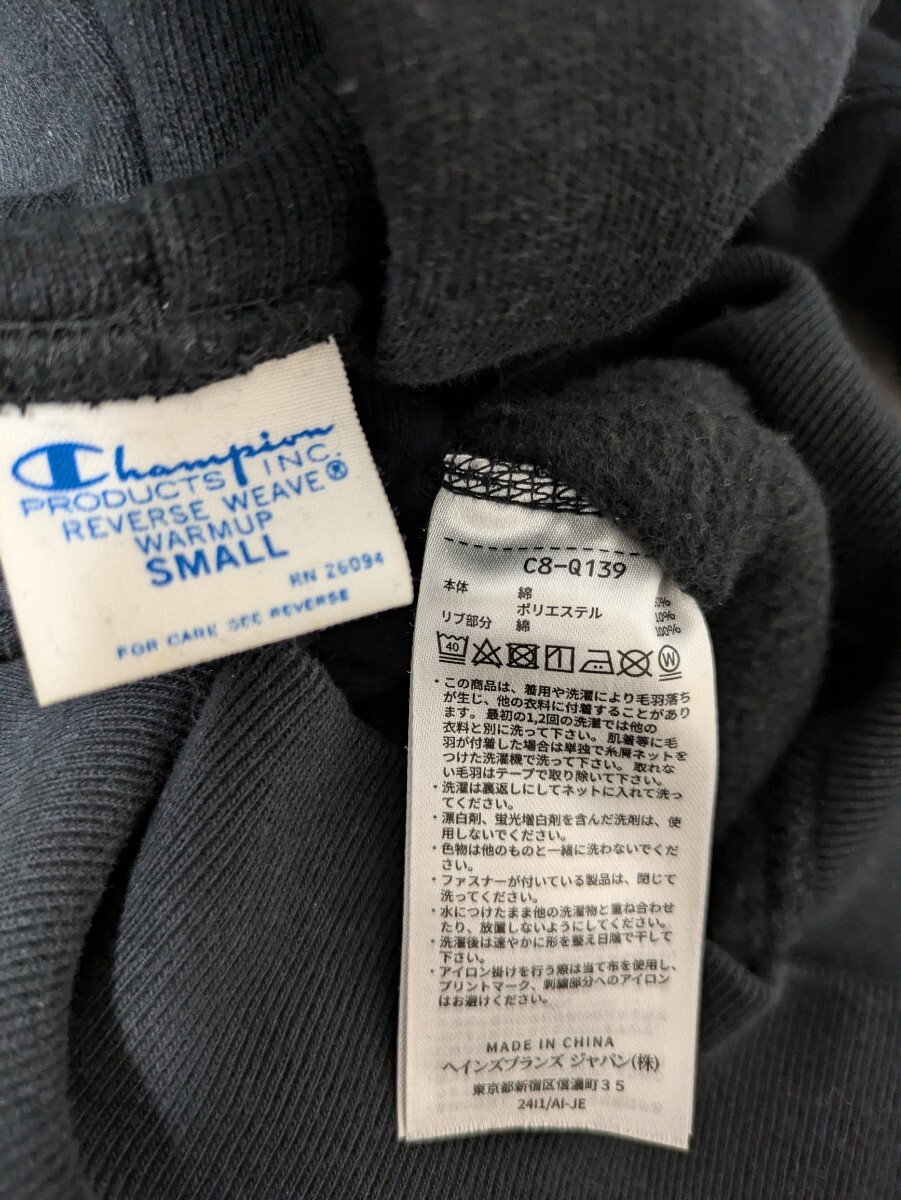 Champion
PRODUCTS INC.
REVERSE WEAVE®
WARMUP
SMALL
RN 26094
FOR CARE SEE REVERSE
C8-Q139
本体 綿
ポリエステル 10%
リブ部分 綿 100%
40
W
・この商品は、着用や洗濯により毛羽落ち
が生じ、他の衣料に付着することがあり
ます。最初の1,2回の洗濯では他の
衣料と別に洗って下さい。肌着等に毛
羽が付着した場合は単独で糸屑ネットを
つけた洗濯機で洗って下さい。取れな
い毛羽はテープで取り除いて下さい。
・洗濯は裏返しにしてネットに入れて洗っ
てください。
・漂白剤、蛍光増白剤を含んだ洗剤は、使
用しないでください。
・色物は他のものと一緒に洗わないでくだ
さい。
・ファスナーが付いている製品は、閉じて
洗ってください。
・水につけたまま他の洗濯物と重ね合わせ
たり、放置しないようにしてください。
・洗濯後は速やかに形を整え日陰で干して
下さい。
・アイロン掛けを行う際は当て布を使用し、
プリントマーク、刺繍部分へのアイロン
はお避けください。
MADE IN CHINA
ヘインズブランズ ジャパン(株)
東京都新宿区信濃町35
24I1/AI-JE